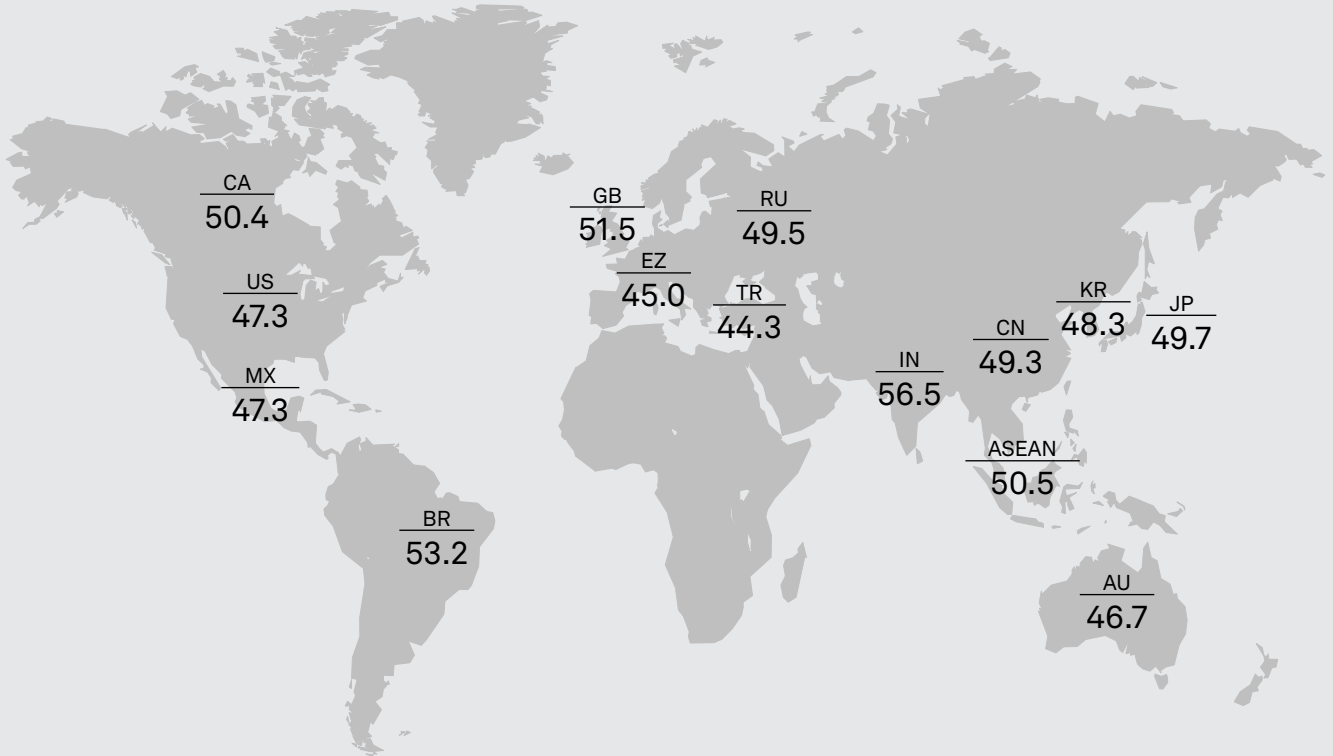 CA
50.4
GB
51.5
RU
49.5
EZ
45.0
US
47.3
TR
44.3
KR
48.3
JP
49.7
CN
49.3
IN
56.5
MX
47.3
ASEAN
50.5
BR
53.2
AU
46.7